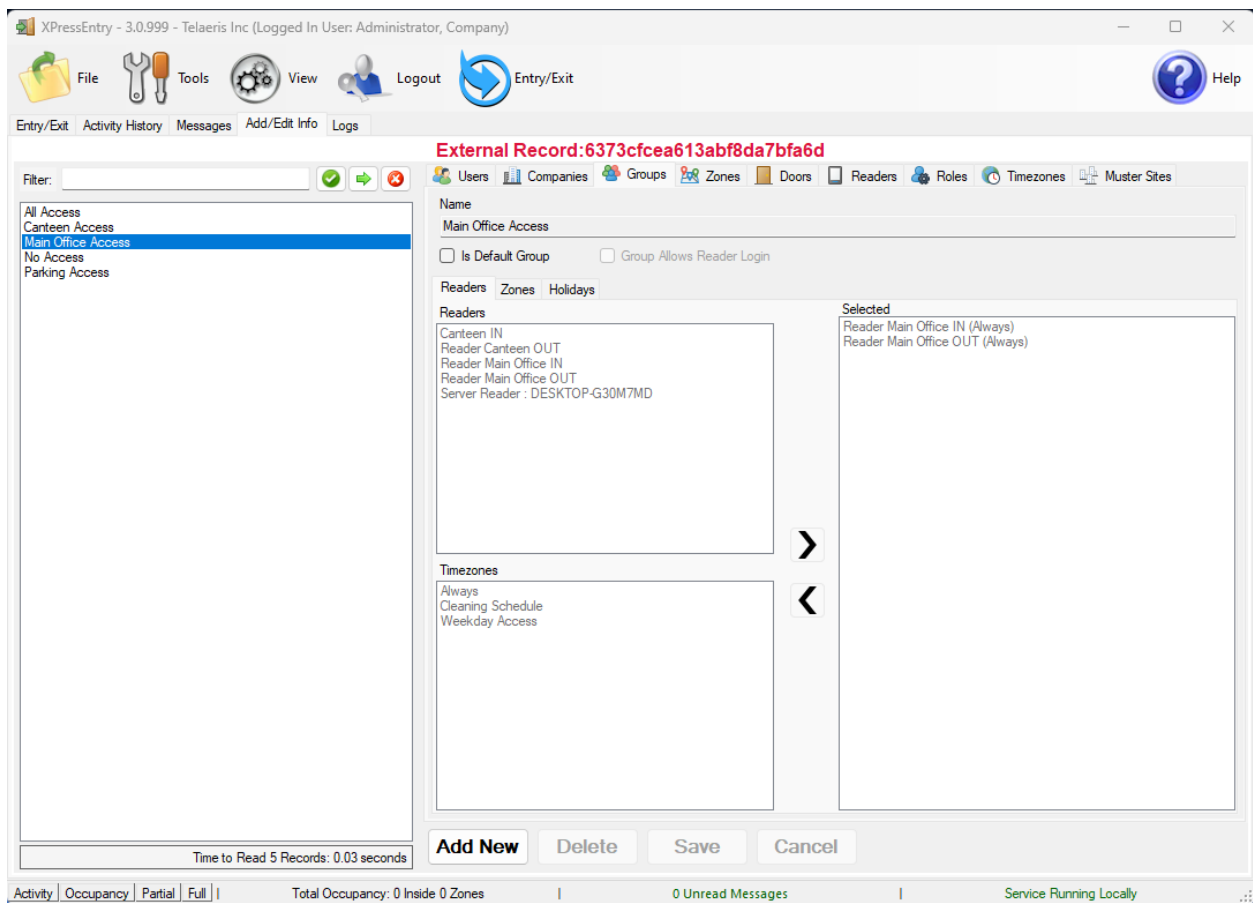 XPressEntry - 3.0.999 - Telaeris Inc (Logged In User: Administrator, Company)
File Tools View Logout Entry/Exit Help
Entry/Exit Activity History Messages Add/Edit Info Logs
External Record:6373cfcea613abf8da7bfa6d
Filter:
Users Companies Groups Zones Doors Readers Roles Timezones Muster Sites
All Access
Canteen Access
Main Office Access
No Access
Parking Access
Time to Read 5 Records: 0.03 seconds
Name
Main Office Access
Is Default Group Group Allows Reader Login
Readers Zones Holidays
Readers
Canteen IN
Reader Canteen OUT
Reader Main Office IN
Reader Main Office OUT
Server Reader : DESKTOP-G30M7MD
Timezones
Always
Cleaning Schedule
Weekday Access
Selected
Reader Main Office IN (Always)
Reader Main Office OUT (Always)
Add New Delete Save Cancel
Activity Occupancy Partial Full | Total Occupancy: 0 Inside 0 Zones | 0 Unread Messages | Service Running Locally